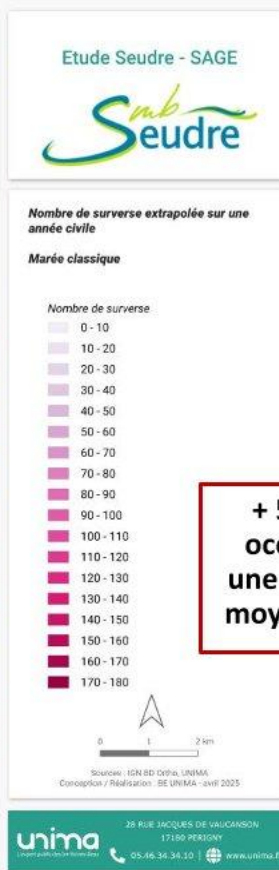 Etude Seudre - SAGE
smb
Seudre
Nombre de surverse extrapolée sur une
année civile
Marée classique
Nombre de surverse
0 - 10
10 - 20
20 - 30
30 - 40
40 - 50
50 - 60
60 - 70
70 - 80
80 - 90
90 - 100
100 - 110
110 - 120
120 - 130
130 - 140
140 - 150
150 - 160
160 - 170
170 - 180
+ 5
occ
une
moy
0 1 2 km
Sources : IGN BD Ortho, UNIMA
Conception / Réalisation : BE UNIMA - avril 2025
unima
28 RUE JACQUES DE VAUCANSON
17180 PERIGNY
05.46.34.34.10 | www.unima.f